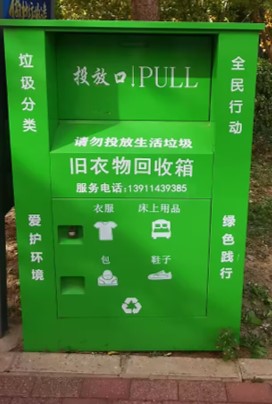 投放口|PULL
请勿投放生活垃圾
旧衣物回收箱
服务电话:13911439385
衣服 床上用品
包 鞋子
垃圾分类
爱护环境
全民行动
绿色践行